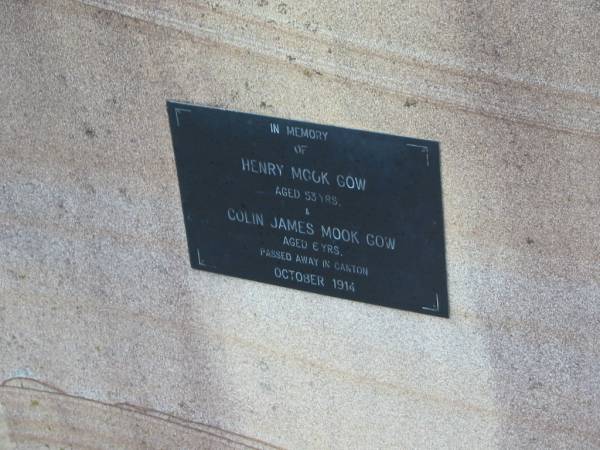 IN MEMORY
OF
HENRY MOOK GOW
AGED 53 YRS.
&
COLIN JAMES MOOK GOW
AGED 6 YRS.
PASSED AWAY IN CANTON
OCTOBER 1914